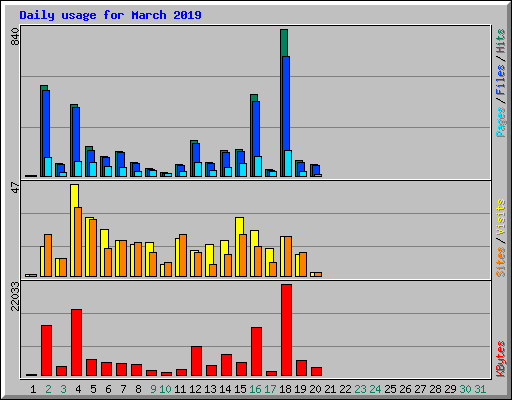 Daily usage for March 2019
840
Pages / Files / Hits
47
Sites / Visits
22033
KBytes
1 2 3 4 5 6 7 8 9 10 11 12 13 14 15 16 17 18 19 20 21 22 23 24 25 26 27 28 29 30 31